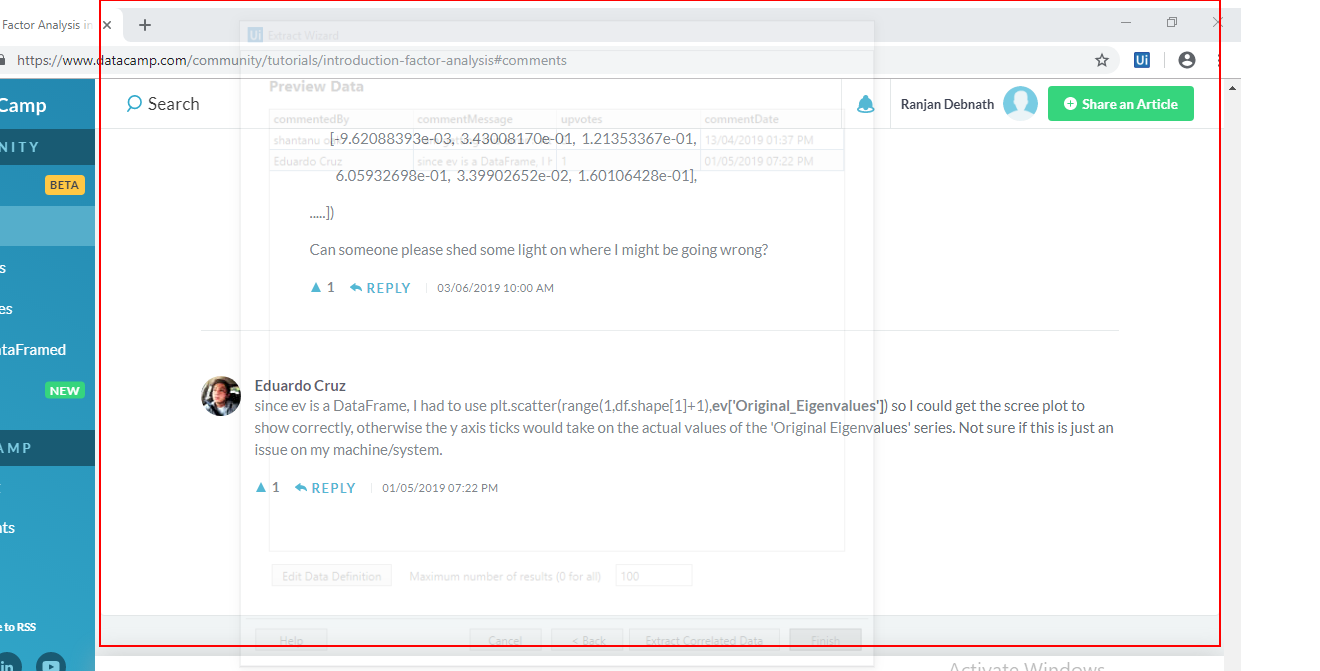 Factor Analysis in
Extract Wizard
https://www.datacamp.com/community/tutorials/introduction-factor-analysis#comments
Ui
Camp
Search
Preview Data
Ranjan Debnath
Share an Article
commentedBy commentMessage upvotes commentDate
[-9.62088393e-03, 3.43008170e-01, 1.21353367e-01,
shantanu 13/04/2019 01:37 PM
NITY
Eduardo Cruz since ev is a DataFrame, I h 1 01/05/2019 07:22 PM
6.05932698e-01, 3.39902652e-02, 1.60106428e-01],
BETA
.....])
Can someone please shed some light on where I might be going wrong?
s
1 REPLY 03/06/2019 10:00 AM
es
ataFramed
NEW
Eduardo Cruz
since ev is a DataFrame, I had to use plt.scatter(range(1,df.shape[1]+1),ev['Original_Eigenvalues']) so I could get the scree plot to
show correctly, otherwise the y axis ticks would take on the actual values of the 'Original Eigenvalues' series. Not sure if this is just an
issue on my machine/system.
AMP
1 REPLY 01/05/2019 07:22 PM
nts
Edit Data Definition Maximum number of results (0 for all) 100
e to RSS
Help Cancel < Back Extract Correlated Data Finish
in
Activate Windows